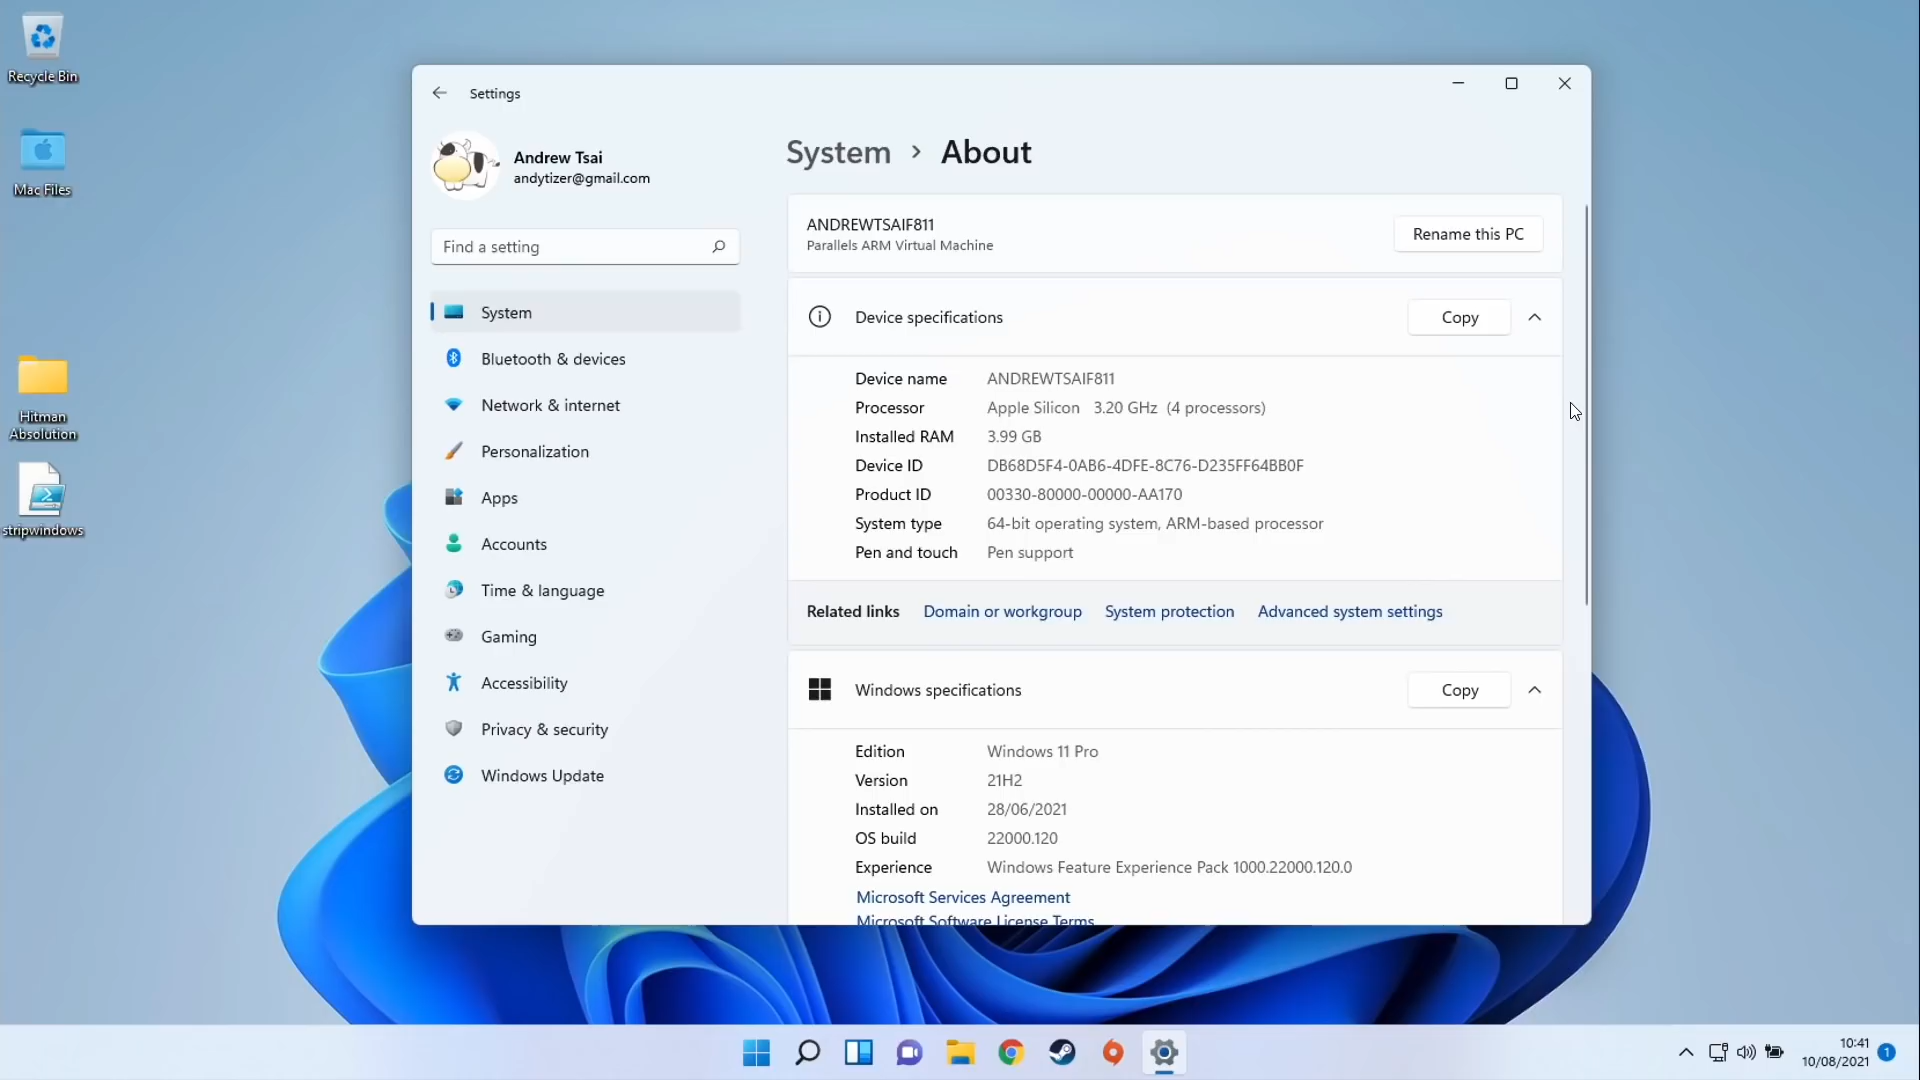 Recycle Bin
Mac Files
Hitman
Absolution
stripwindows
Settings
Andrew Tsai
andytizer@gmail.com
Find a setting
System
Bluetooth & devices
Network & internet
Personalization
Apps
Accounts
Time & language
Gaming
Accessibility
Privacy & security
Windows Update
System > About
ANDREWTSAIF811
Parallels ARM Virtual Machine
Rename this PC
Device specifications
Copy
Device name ANDREWTSAIF811
Processor Apple Silicon 3.20 GHz (4 processors)
Installed RAM 3.99 GB
Device ID DB68D5F4-0AB6-4DFE-8C76-D235FF64BB0F
Product ID 00330-80000-00000-AA170
System type 64-bit operating system, ARM-based processor
Pen and touch Pen support
Related links Domain or workgroup System protection Advanced system settings
Windows specifications
Copy
Edition Windows 11 Pro
Version 21H2
Installed on 28/06/2021
OS build 22000.120
Experience Windows Feature Experience Pack 1000.22000.120.0
Microsoft Services Agreement
Microsoft Software License Terms
10:41
10/08/2021
1